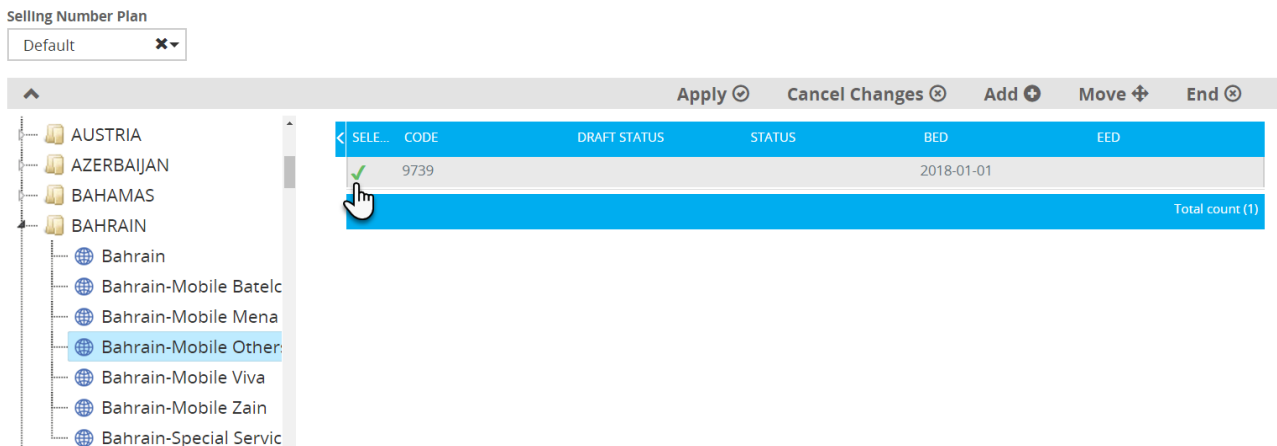 Selling Number Plan
Default
Apply Cancel Changes Add Move End
AUSTRIA
AZERBAIJAN
BAHAMAS
BAHRAIN
Bahrain
Bahrain-Mobile Batelc
Bahrain-Mobile Mena
Bahrain-Mobile Others
Bahrain-Mobile Viva
Bahrain-Mobile Zain
Bahrain-Special Servic
SELE... CODE DRAFT STATUS STATUS BED EED
9739 2018-01-01
Total count (1)